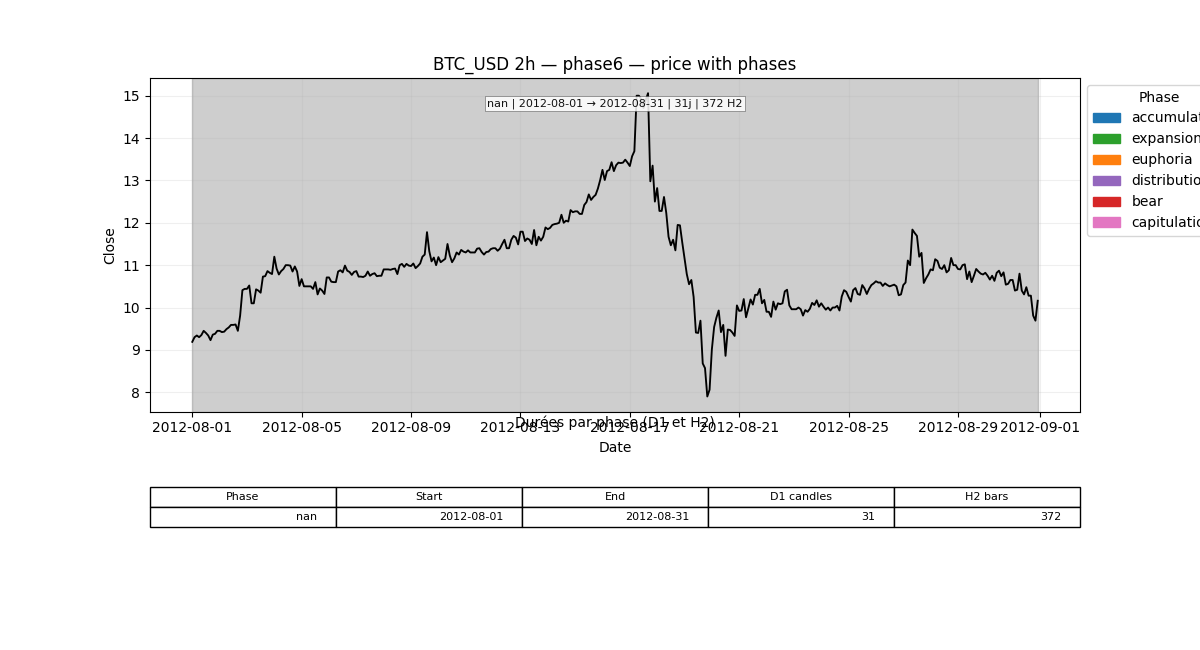 BTC_USD 2h — phase6 — price with phases
nan | 2012-08-01 → 2012-08-31 | 31j | 372 H2
15
14
13
12
11
10
9
8
Close
2012-08-01 2012-08-05 2012-08-09 2012-08-13 2012-08-17 2012-08-21 2012-08-25 2012-08-29 2012-09-01
Durées par phase (D1 et H2)
Date
Phase
accumulat
expansion
euphoria
distributio
bear
capitulatio
Phase Start End D1 candles H2 bars
nan 2012-08-01 2012-08-31 31 372